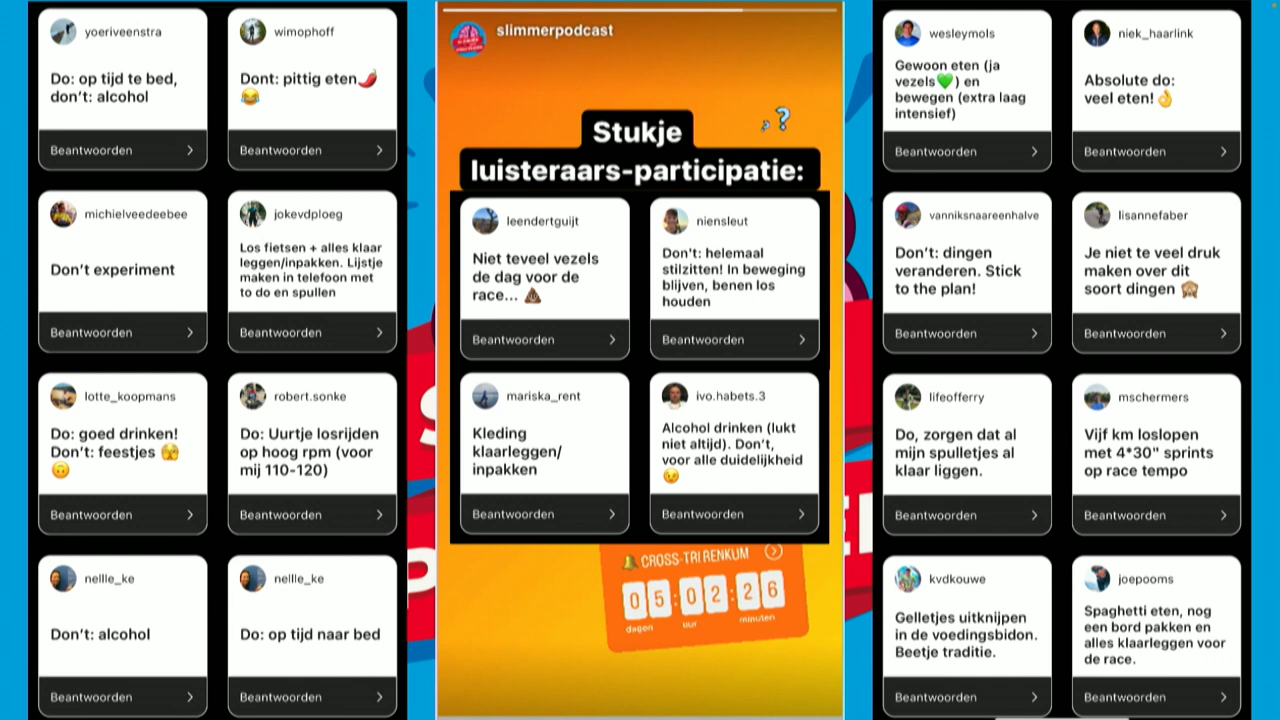 yoeriveenstra
Do: op tijd te bed,
don't: alcohol
Beantwoorden
wimophoff
Dont: pittig eten🌶️
😂
Beantwoorden
michielveedeebee
Don't experiment
Beantwoorden
jokevdploeg
Los fietsen + alles klaar
leggen/inpakken. Lijstje
maken in telefoon met
to do en spullen
Beantwoorden
lotte_koopmans
Do: goed drinken!
Don't: feestjes 🫣
🙃
Beantwoorden
robert.sonke
Do: Uurtje losrijden
op hoog rpm (voor
mij 110-120)
Beantwoorden
nellie_ke
Don't: alcohol
Beantwoorden
nellie_ke
Do: op tijd naar bed
Beantwoorden
slimmerpodcast
Stukje
luisteraars-participatie:
leendertguijt
Niet teveel vezels
de dag voor de
race... 💩
Beantwoorden
niensleut
Don't: helemaal
stilzitten! In beweging
blijven, benen los
houden
Beantwoorden
mariska_rent
Kleding
klaarleggen/
inpakken
Beantwoorden
ivo.habets.3
Alcohol drinken (lukt
niet altijd). Don't,
voor alle duidelijkheid
😉
Beantwoorden
🔔 CROSS-TRI RENKUM
05:02:26
dagen uur minuten
wesleymols
Gewoon eten (ja
vezels💚) en
bewegen (extra laag
intensief)
Beantwoorden
niek_haarlink
Absolute do:
veel eten!👌
Beantwoorden
vanniksnaareenhalve
Don't: dingen
veranderen. Stick
to the plan!
Beantwoorden
lisannefaber
Je niet te veel druk
maken over dit
soort dingen 🙈
Beantwoorden
lifeofferry
Do, zorgen dat al
mijn spulletjes al
klaar liggen.
Beantwoorden
mschermers
Vijf km loslopen
met 4*30" sprints
op race tempo
Beantwoorden
kvdkouwe
Gelletjes uitknijpen
in de voedingsbidon.
Beetje traditie.
Beantwoorden
joepooms
Spaghetti eten, nog
een bord pakken en
alles klaarleggen voor
de race.
Beantwoorden